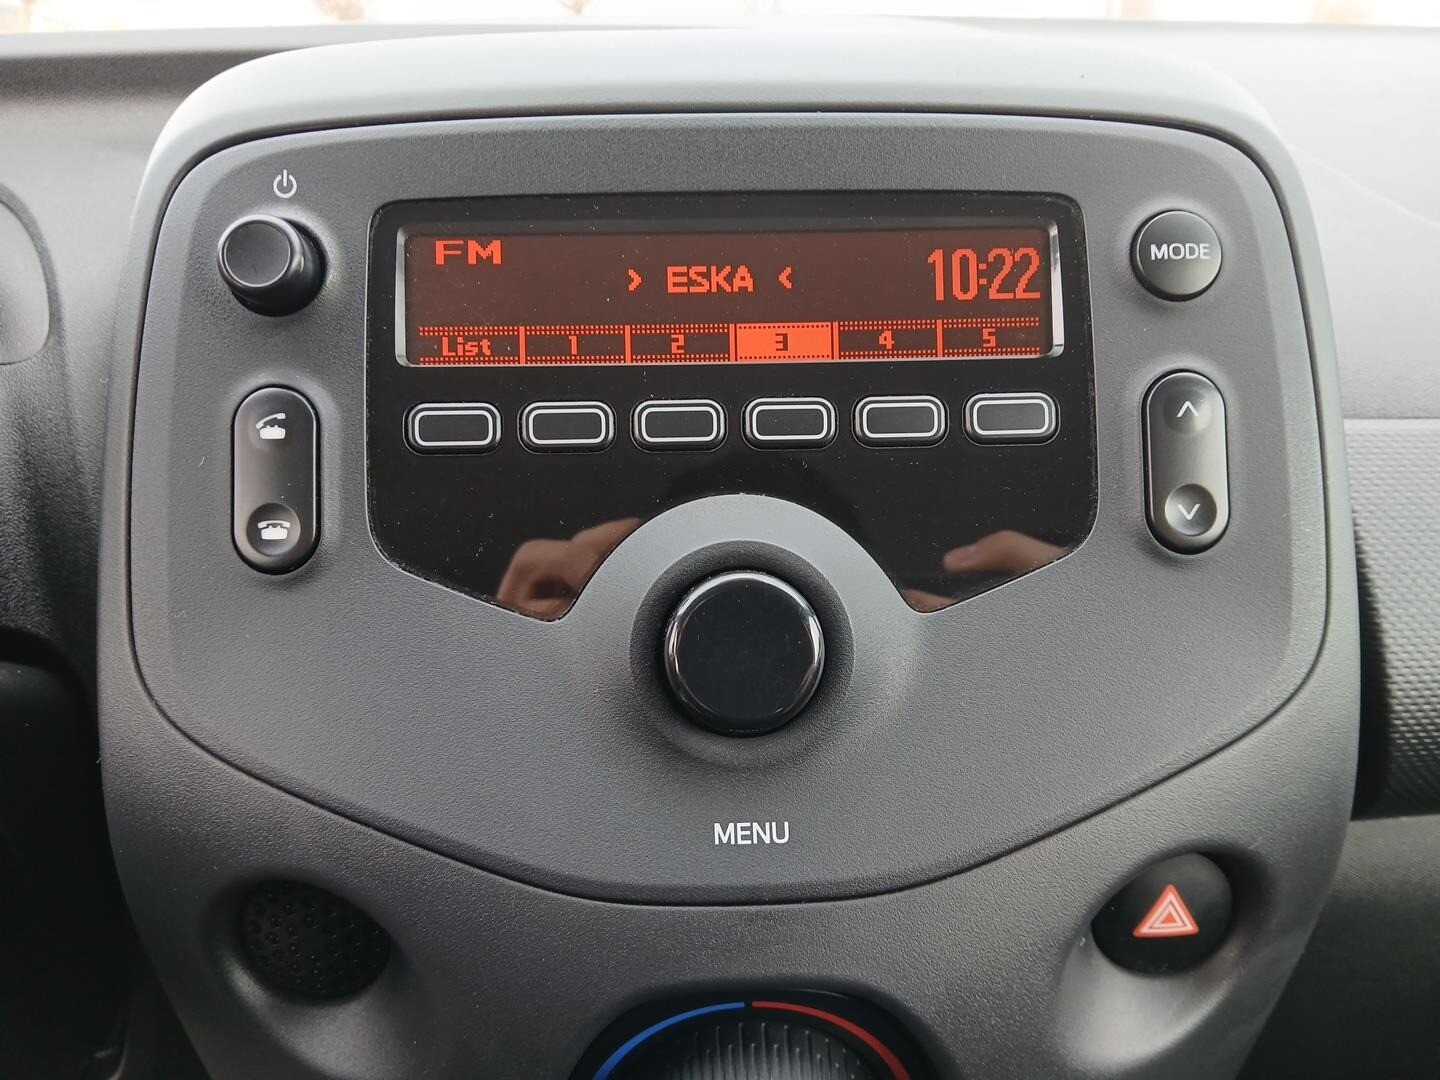 FM
> ESKA <
10:22
List 1 2 3 4 5
MODE
MENU